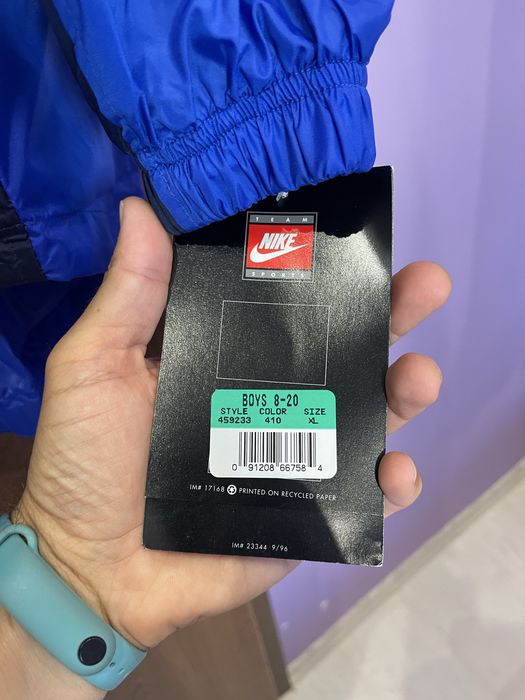 TEAM
NIKE
SPORTS
BOYS 8-20
STYLE COLOR SIZE
459233 410 XL
0 91208 66758 4
IM# 17168 PRINTED ON RECYCLED PAPER
IM# 23344 9/96